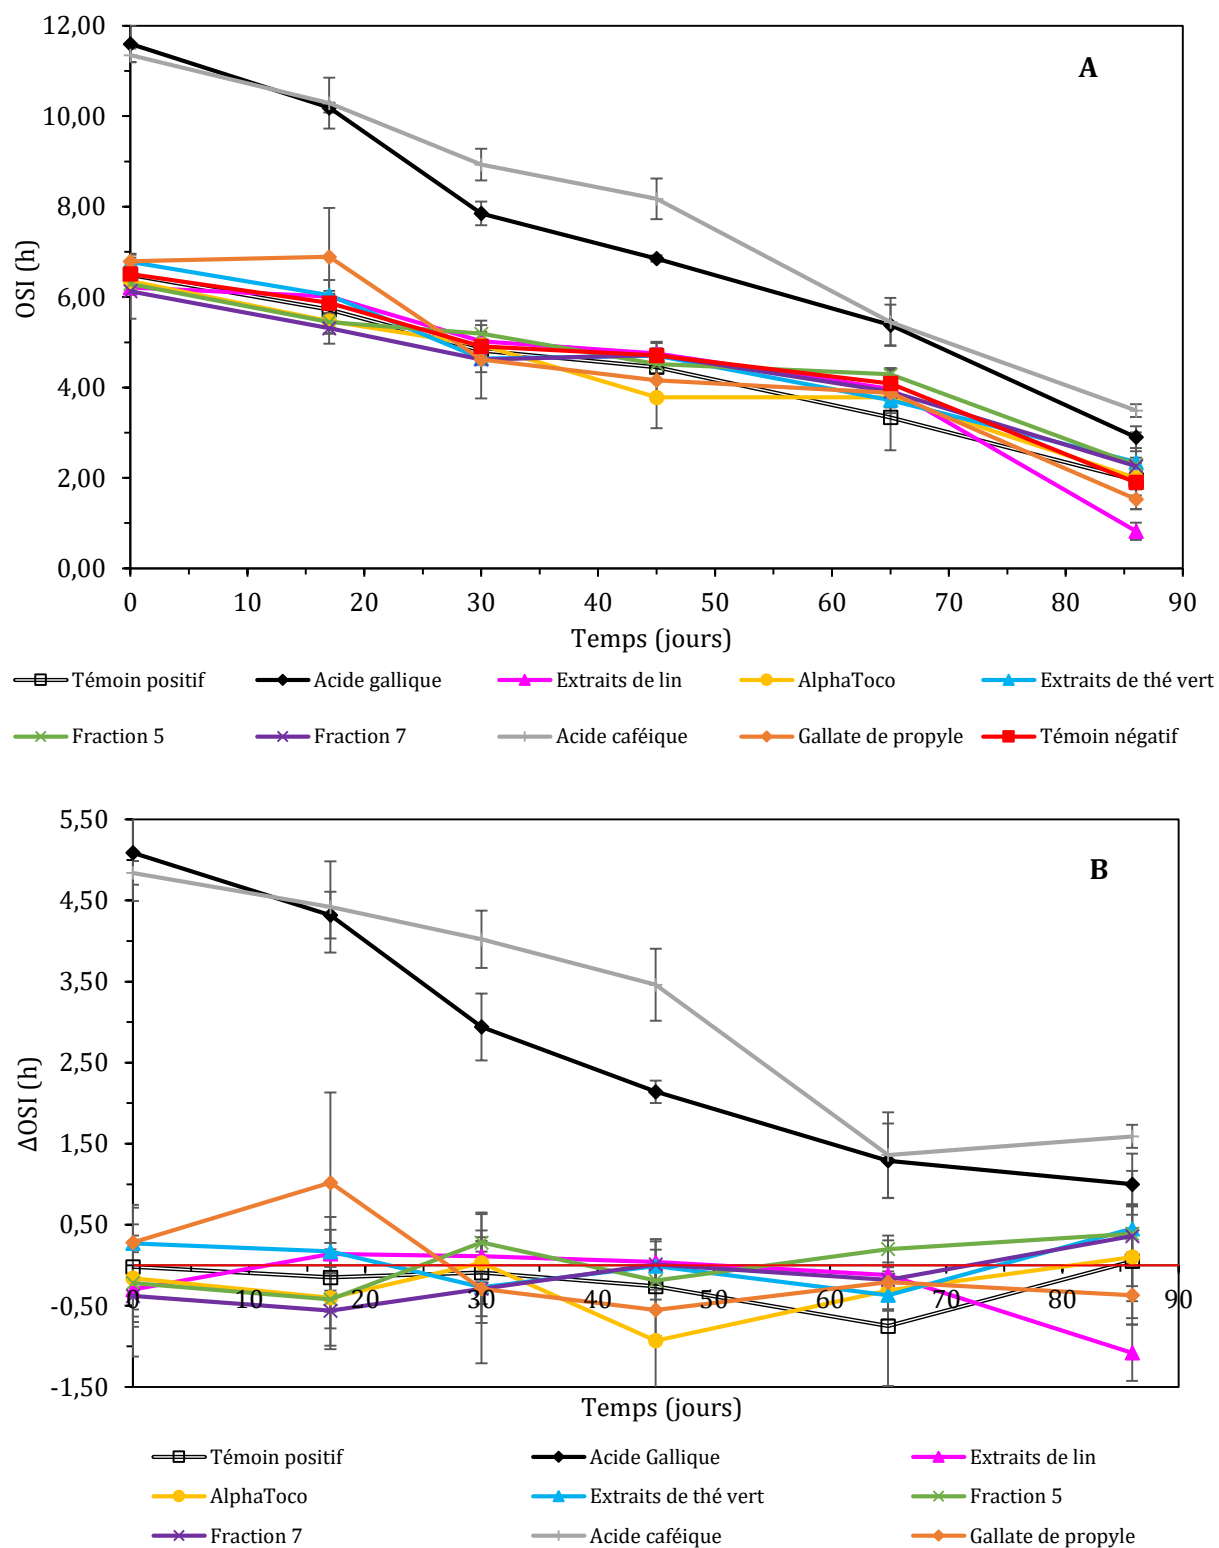 12,00
A
10,00
8,00
OSI (h)
6,00
4,00
2,00
0,00
0 10 20 30 40 50 60 70 80 90
Temps (jours)
Témoin positif Acide gallique Extraits de lin AlphaToco Extraits de thé vert
Fraction 5 Fraction 7 Acide caféique Gallate de propyle Témoin négatif
5,50
B
4,50
3,50
2,50
ΔOSI (h)
1,50
0,50
-0,50
0 10 20 30 40 50 60 70 80 90
-1,50
Temps (jours)
Témoin positif Acide Gallique Extraits de lin
AlphaToco Extraits de thé vert Fraction 5
Fraction 7 Acide caféique Gallate de propyle